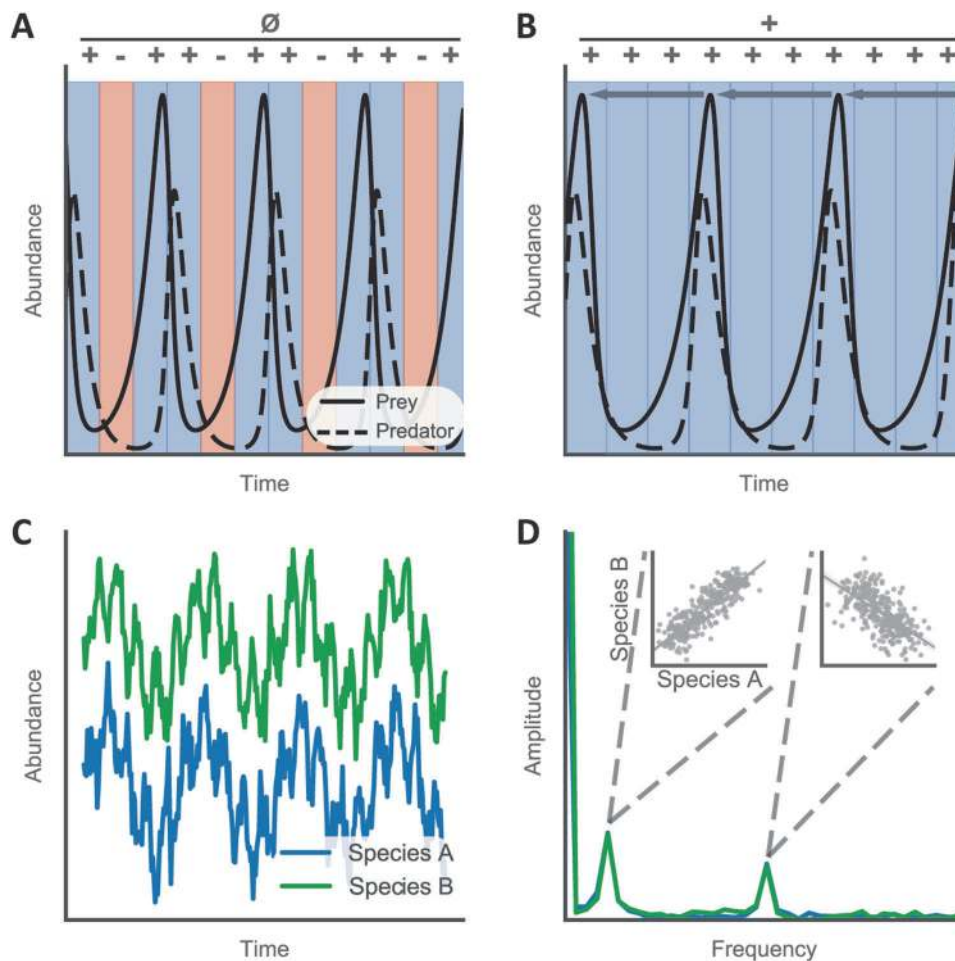 A
Ø
+ - + + - + + - + + - +
Abundance
Prey
Predator
Time
B
+
+ + + + + + + + + +
Abundance
Time
C
Abundance
Species A
Species B
Time
D
Amplitude
Species B
Species A
Frequency